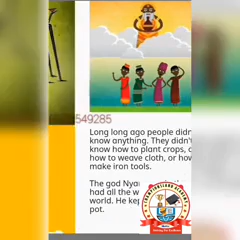 549285
Long long ago people didn
know anything. They didn'
know how to plant crops, o
how to weave cloth, or how
make iron tools.
The god Nya
had all the w
world. He kep
pot.